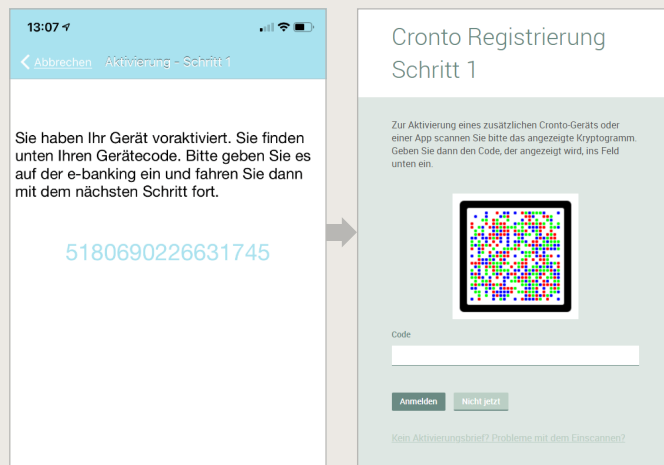 13:07
Abbrechen Aktivierung - Schritt 1
Sie haben Ihr Gerät voraktiviert. Sie finden
unten Ihren Gerätecode. Bitte geben Sie es
auf der e-banking ein und fahren Sie dann
mit dem nächsten Schritt fort.
5180690226631745
Cronto Registrierung
Schritt 1
Zur Aktivierung eines zusätzlichen Cronto-Geräts oder
einer App scannen Sie bitte das angezeigte Kryptogramm.
Geben Sie dann den Code, der angezeigt wird, ins Feld
unten ein.
Code
Anmelden Nicht jetzt
Kein Aktivierungsbrief? Probleme mit dem Einscannen?